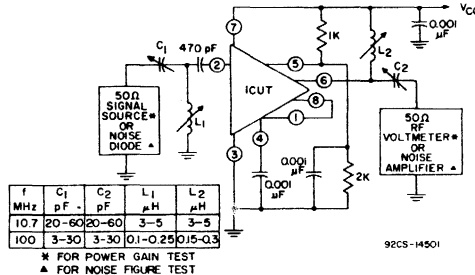 VCC
0.001
µF
7
1K
L2
C1
470 pF
2
5
6
C2
50Ω
SIGNAL
SOURCE*
OR
NOISE
DIODE ▲
L1
ICUT
8
1
4
3
50Ω
RF
VOLTMETER*
OR
NOISE
AMPLIFIER ▲
0.001
µF
0.001
µF
2K
f MHz C1 pF C2 pF L1 µH L2 µH
10.7 20-60 20-60 3-5 3-5
100 3-30 3-30 0.1-0.25 0.15-0.3
92CS-14501
* FOR POWER GAIN TEST
▲ FOR NOISE FIGURE TEST